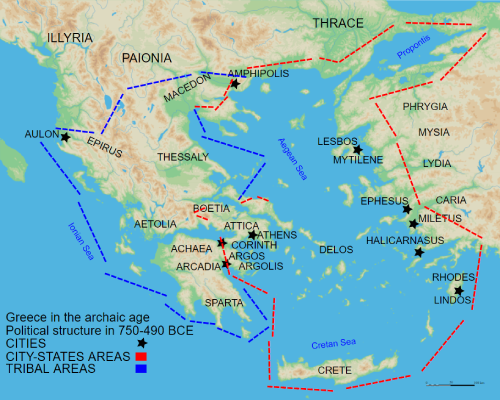 THRACE
ILLYRIA
Propontis
PAIONIA
AMPHIPOLIS
MACEDON
PHRYGIA
AULON
EPIRUS
MYSIA
LESBOS
MYTILENE
THESSALY
Aegean Sea
LYDIA
EPHESUS
CARIA
BOETIA
MILETUS
AETOLIA
ATTICA
ATHENS
HALICARNASUS
Ionian Sea
ACHAEA
CORINTH
DELOS
ARGOS
ARCADIA
ARGOLIS
RHODES
SPARTA
LINDOS
Greece in the archaic age
Political structure in 750-490 BCE
CITIES
CITY-STATES AREAS
TRIBAL AREAS
Cretan Sea
CRETE